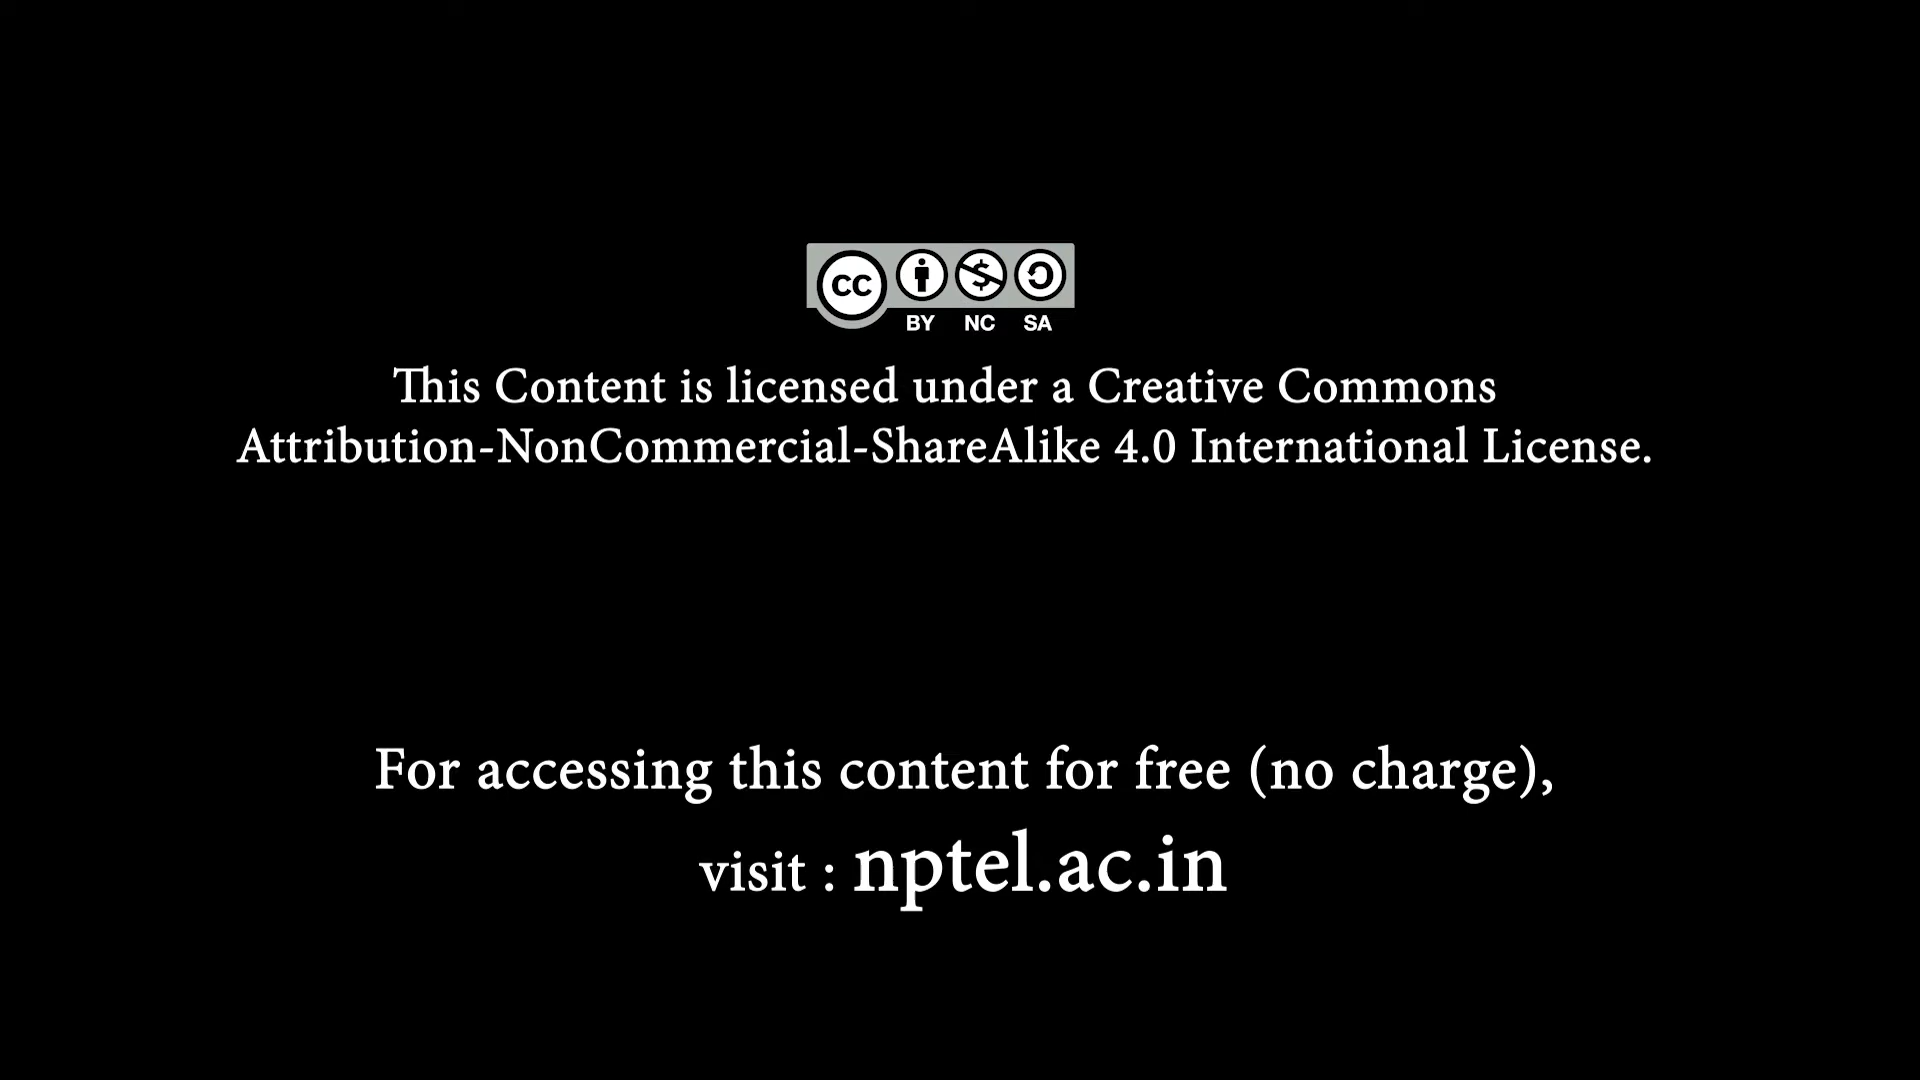 cc
BY NC SA
This Content is licensed under a Creative Commons
Attribution-NonCommercial-ShareAlike 4.0 International License.
For accessing this content for free (no charge),
visit : nptel.ac.in